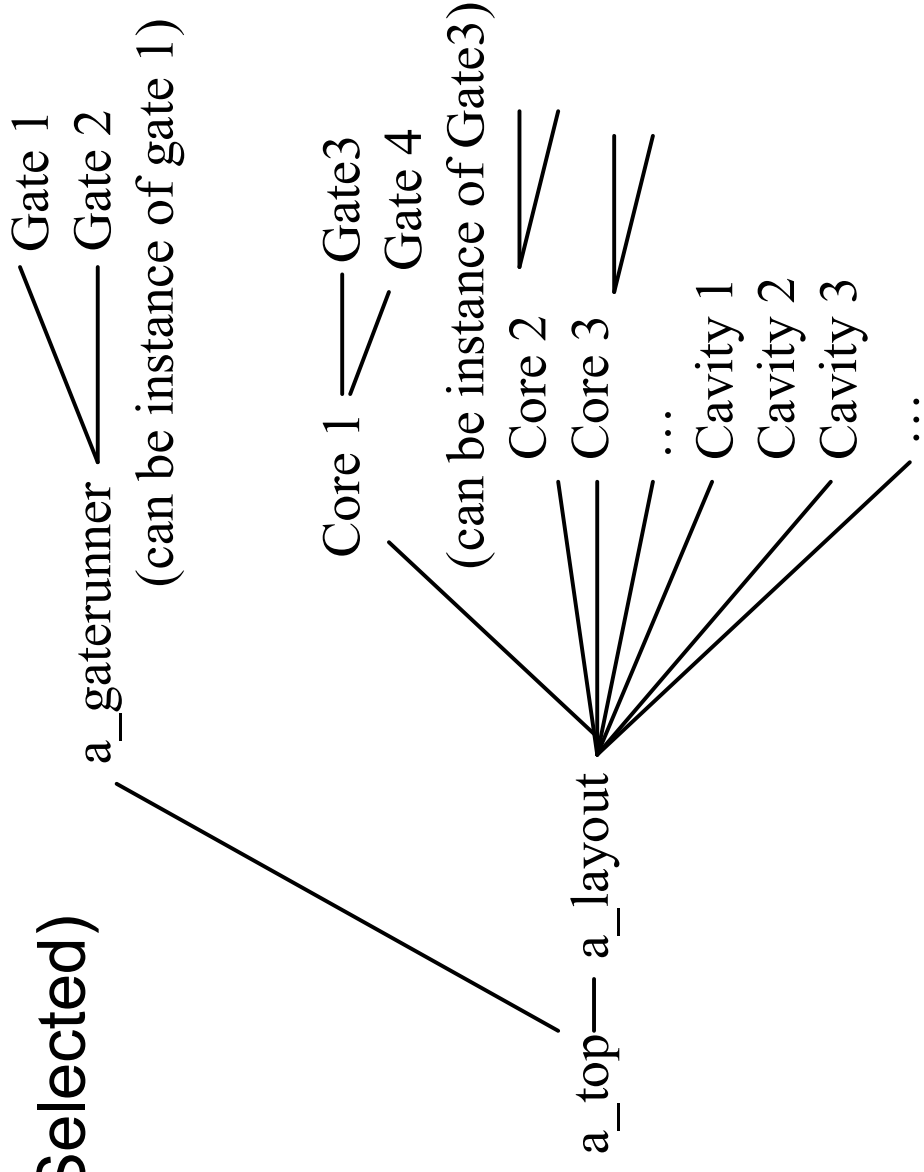 Selected)
a_gaterunner
Gate 1
Gate 2
(can be instance of gate 1)
Core 1
Gate3
Gate 4
(can be instance of Gate3)
a_top
a_layout
Core 2
Core 3
…
Cavity 1
Cavity 2
Cavity 3
…